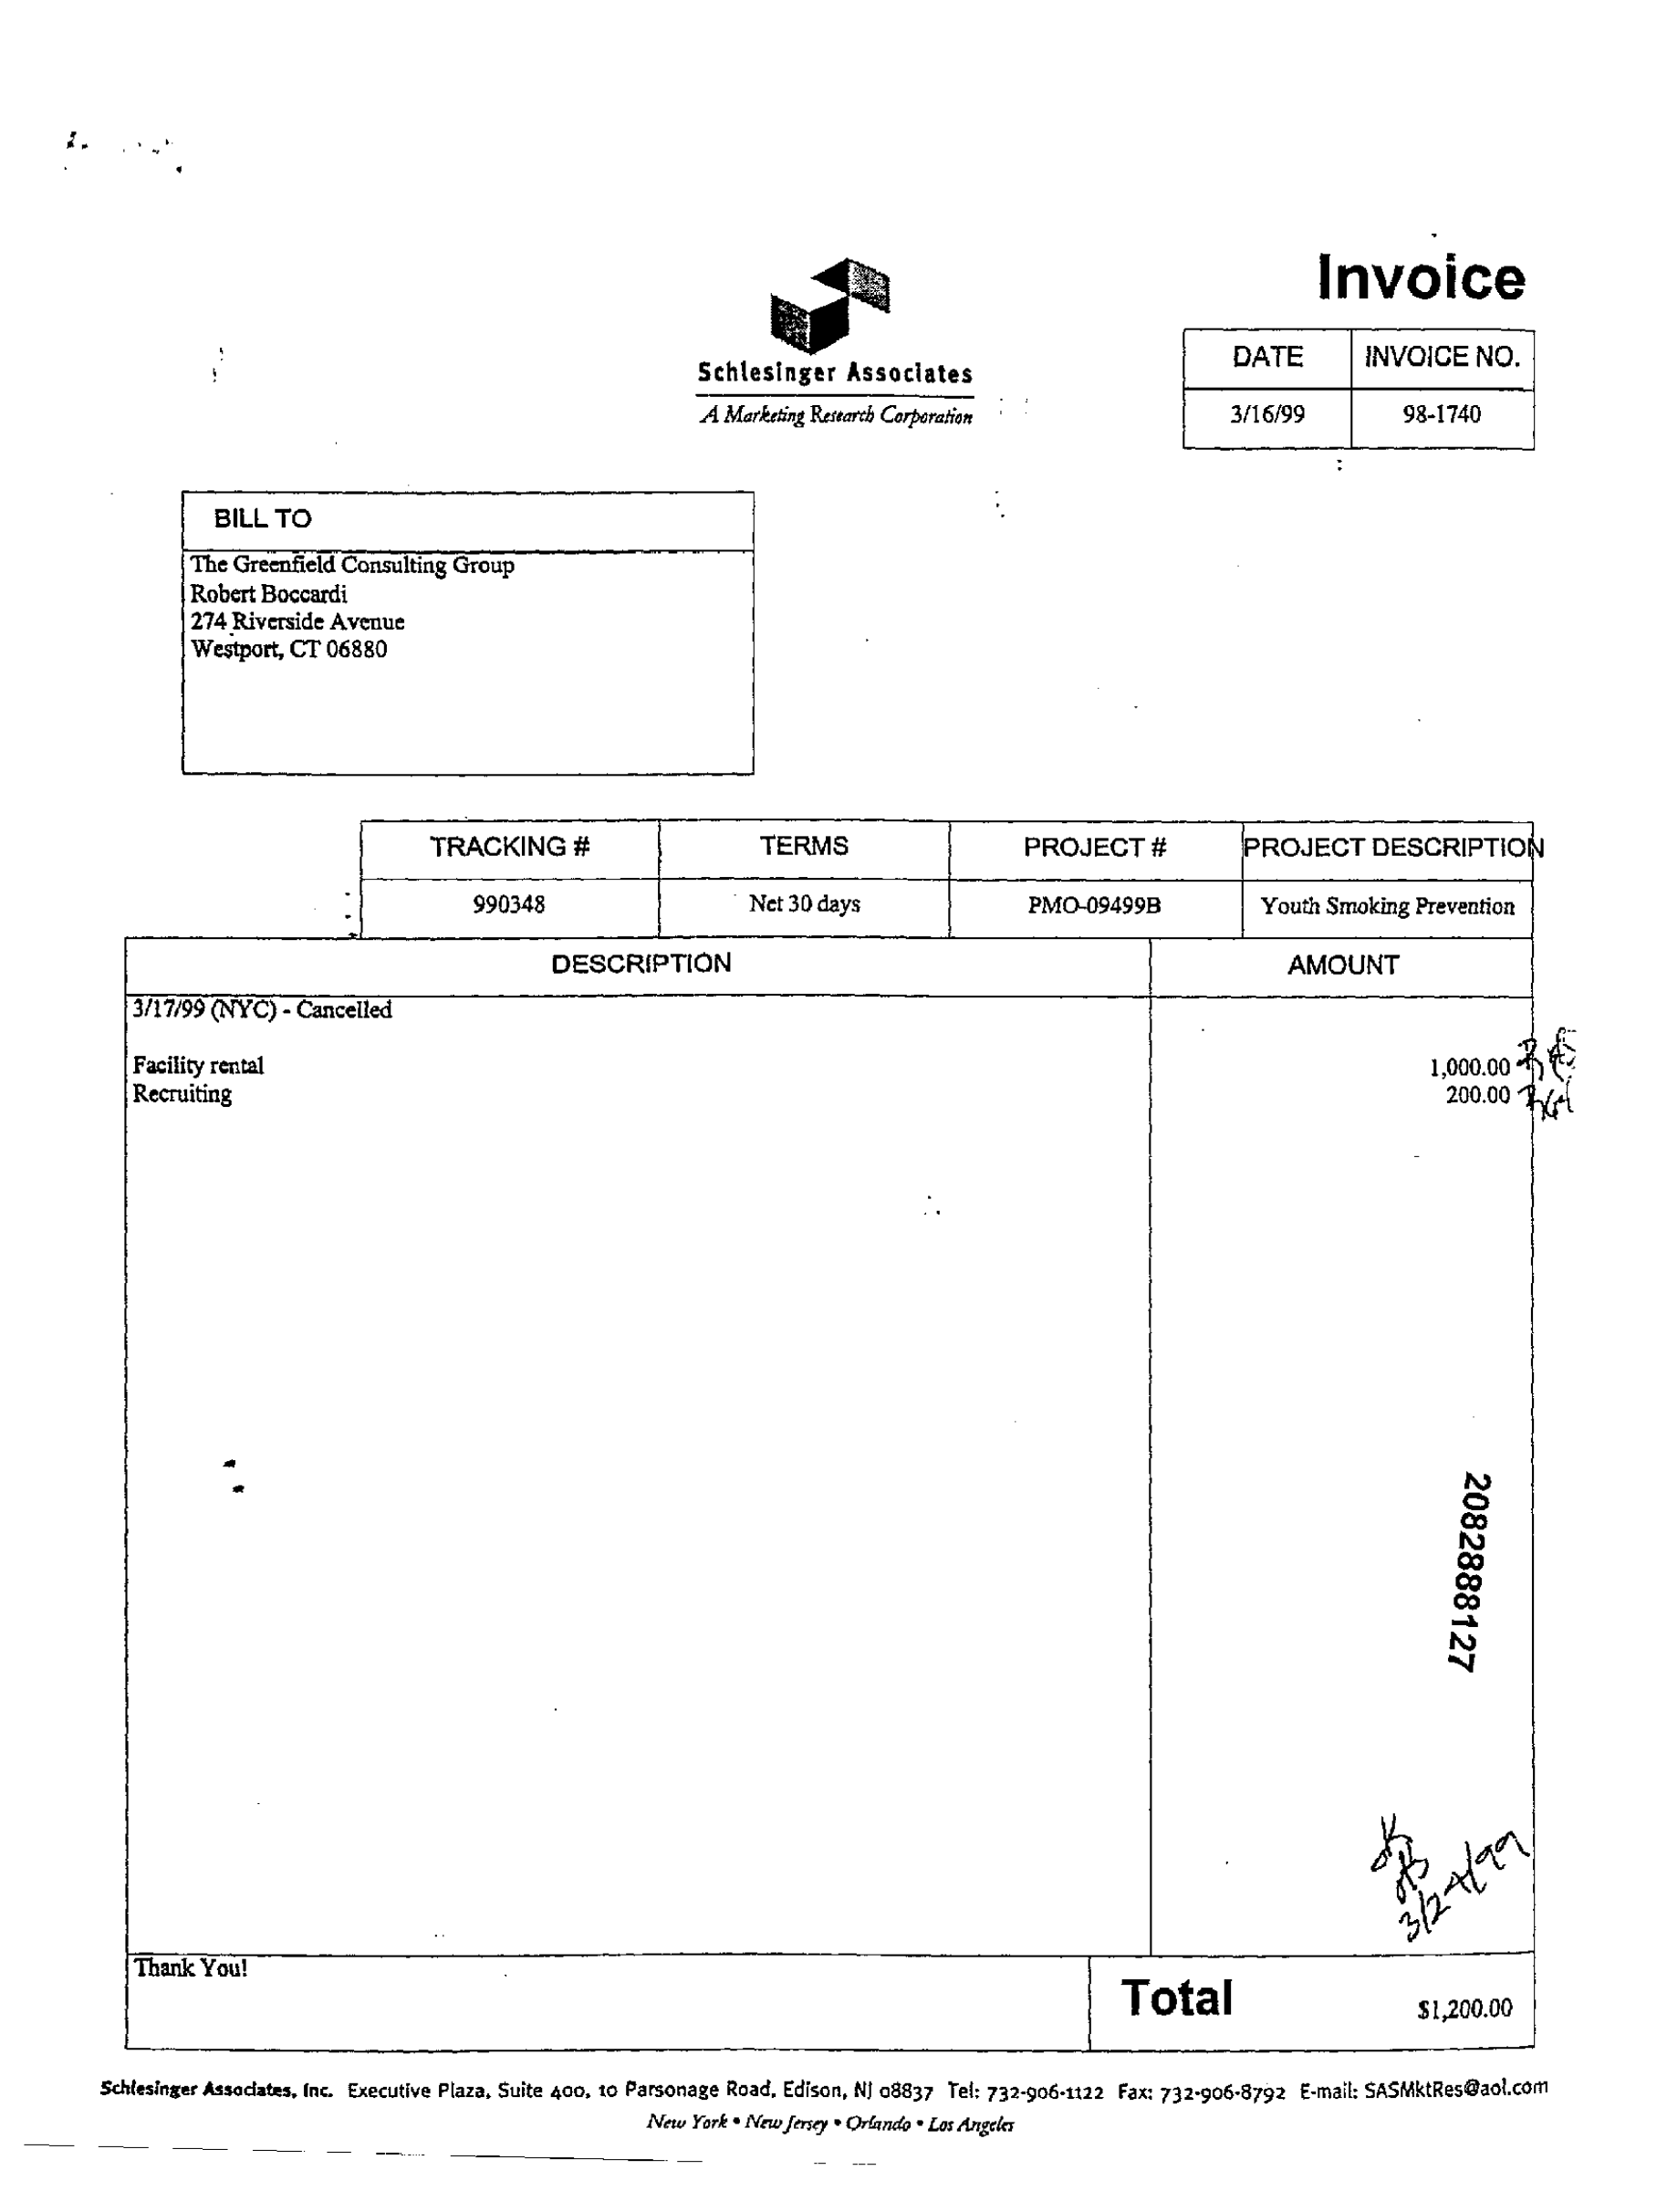 Invoice
Schlesinger Associates
A Marketing Research Corporation
DATE INVOICE NO.
3/16/99 98-1740
BILL TO
The Greenfield Consulting Group
Robert Boccardi
274 Riverside Avenue
Westport, CT 06880
TRACKING # TERMS PROJECT # PROJECT DESCRIPTION
990348 Net 30 days PMO-09499B Youth Smoking Prevention
DESCRIPTION AMOUNT
3/17/99 (NYC) - Cancelled
Facility rental 1,000.00
Recruiting 200.00
2082888127
3/24/99
Thank You!
Total $1,200.00
Schlesinger Associates, Inc. Executive Plaza, Suite 400, 10 Parsonage Road, Edison, NJ 08837 Tel: 732-906-1122 Fax: 732-906-8792 E-mail: SASMktRes@aol.com
New York • New Jersey • Orlando • Los Angeles